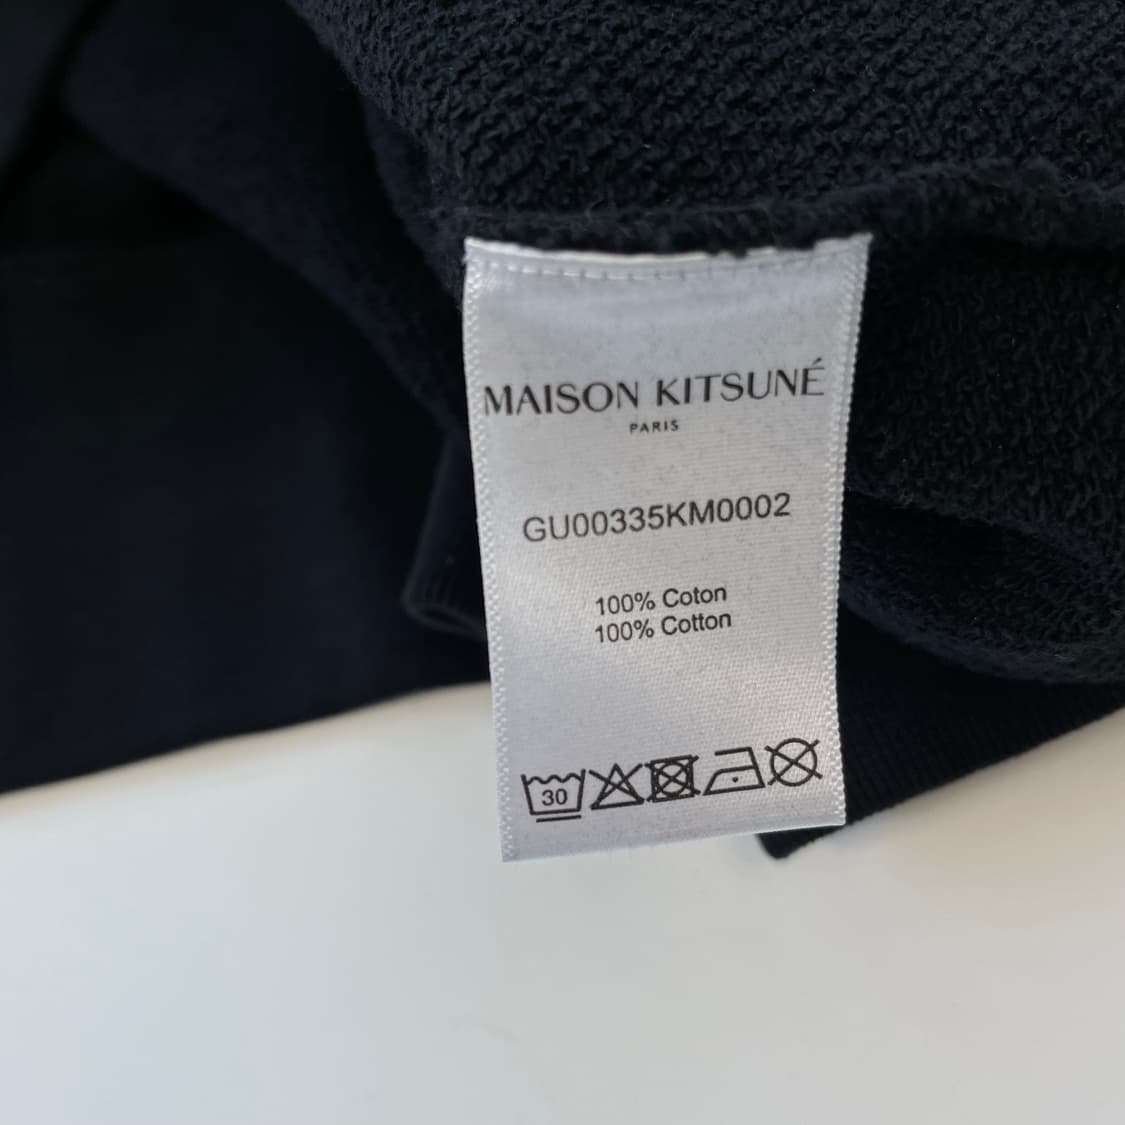 MAISON KITSUNÉ
PARIS
GU00335KM0002
100% Coton
100% Cotton
30